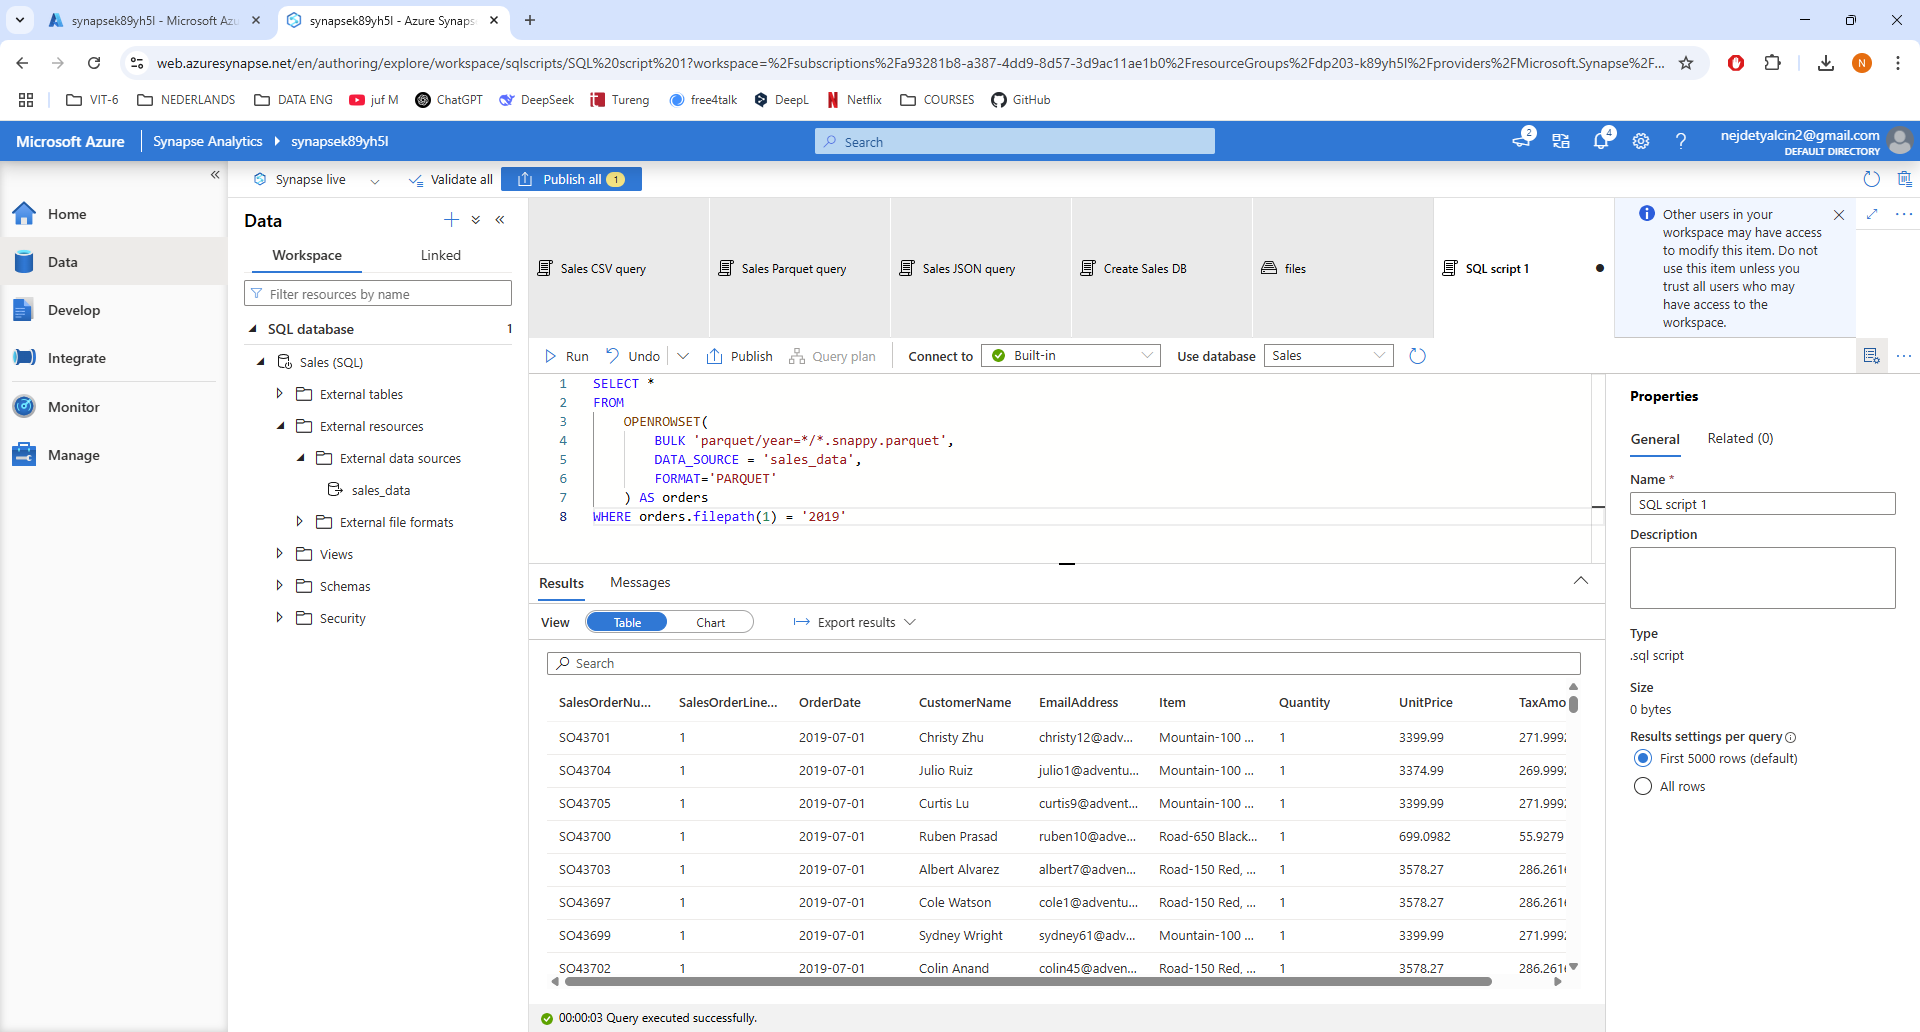 synapsek89yh5l - Microsoft Azu
synapsek89yh5l - Azure Synaps
web.azuresynapse.net/en/authoring/explore/workspace/sqlscripts/SQL%20script%201?workspace=%2Fsubscriptions%2Fa93281b8-a387-4dd9-8d57-3d9ac11ae1b0%2FresourceGroups%2Fdp203-k89yh5l%2Fproviders%2FMicrosoft.Synapse%2F...
N
VIT-6 NEDERLANDS DATA ENG juf M ChatGPT DeepSeek Tureng free4talk DeepL Netflix COURSES GitHub
Microsoft Azure Synapse Analytics synapsek89yh5l
Search
2
4
nejdetyalcin2@gmail.com
DEFAULT DIRECTORY
Synapse live Validate all Publish all 1
Home
Data
Develop
Integrate
Monitor
Manage
Data
Workspace Linked
Filter resources by name
SQL database 1
Sales (SQL)
External tables
External resources
External data sources
sales_data
External file formats
Views
Schemas
Security
Sales CSV query
Sales Parquet query
Sales JSON query
Create Sales DB
files
SQL script 1
Other users in your
workspace may have access
to modify this item. Do not
use this item unless you
trust all users who may
have access to the
workspace.
Run Undo Publish Query plan Connect to Built-in Use database Sales
1 SELECT *
2 FROM
3 OPENROWSET(
4 BULK 'parquet/year=*/*.snappy.parquet',
5 DATA_SOURCE = 'sales_data',
6 FORMAT='PARQUET'
7 ) AS orders
8 WHERE orders.filepath(1) = '2019'
Results Messages
View Table Chart Export results
Search
SalesOrderNu... SalesOrderLine... OrderDate CustomerName EmailAddress Item Quantity UnitPrice TaxAmo
SO43701 1 2019-07-01 Christy Zhu christy12@adv... Mountain-100 ... 1 3399.99 271.999
SO43704 1 2019-07-01 Julio Ruiz julio1@adventu... Mountain-100 ... 1 3374.99 269.999
SO43705 1 2019-07-01 Curtis Lu curtis9@advent... Mountain-100 ... 1 3399.99 271.999
SO43700 1 2019-07-01 Ruben Prasad ruben10@adve... Road-650 Black... 1 699.0982 55.9279
SO43703 1 2019-07-01 Albert Alvarez albert7@adven... Road-150 Red, ... 1 3578.27 286.261
SO43697 1 2019-07-01 Cole Watson cole1@adventu... Road-150 Red, ... 1 3578.27 286.261
SO43699 1 2019-07-01 Sydney Wright sydney61@adv... Mountain-100 ... 1 3399.99 271.999
SO43702 1 2019-07-01 Colin Anand colin45@adven... Road-150 Red, ... 1 3578.27 286.261
00:00:03 Query executed successfully.
Properties
General Related (0)
Name *
SQL script 1
Description
Type
.sql script
Size
0 bytes
Results settings per query
First 5000 rows (default)
All rows